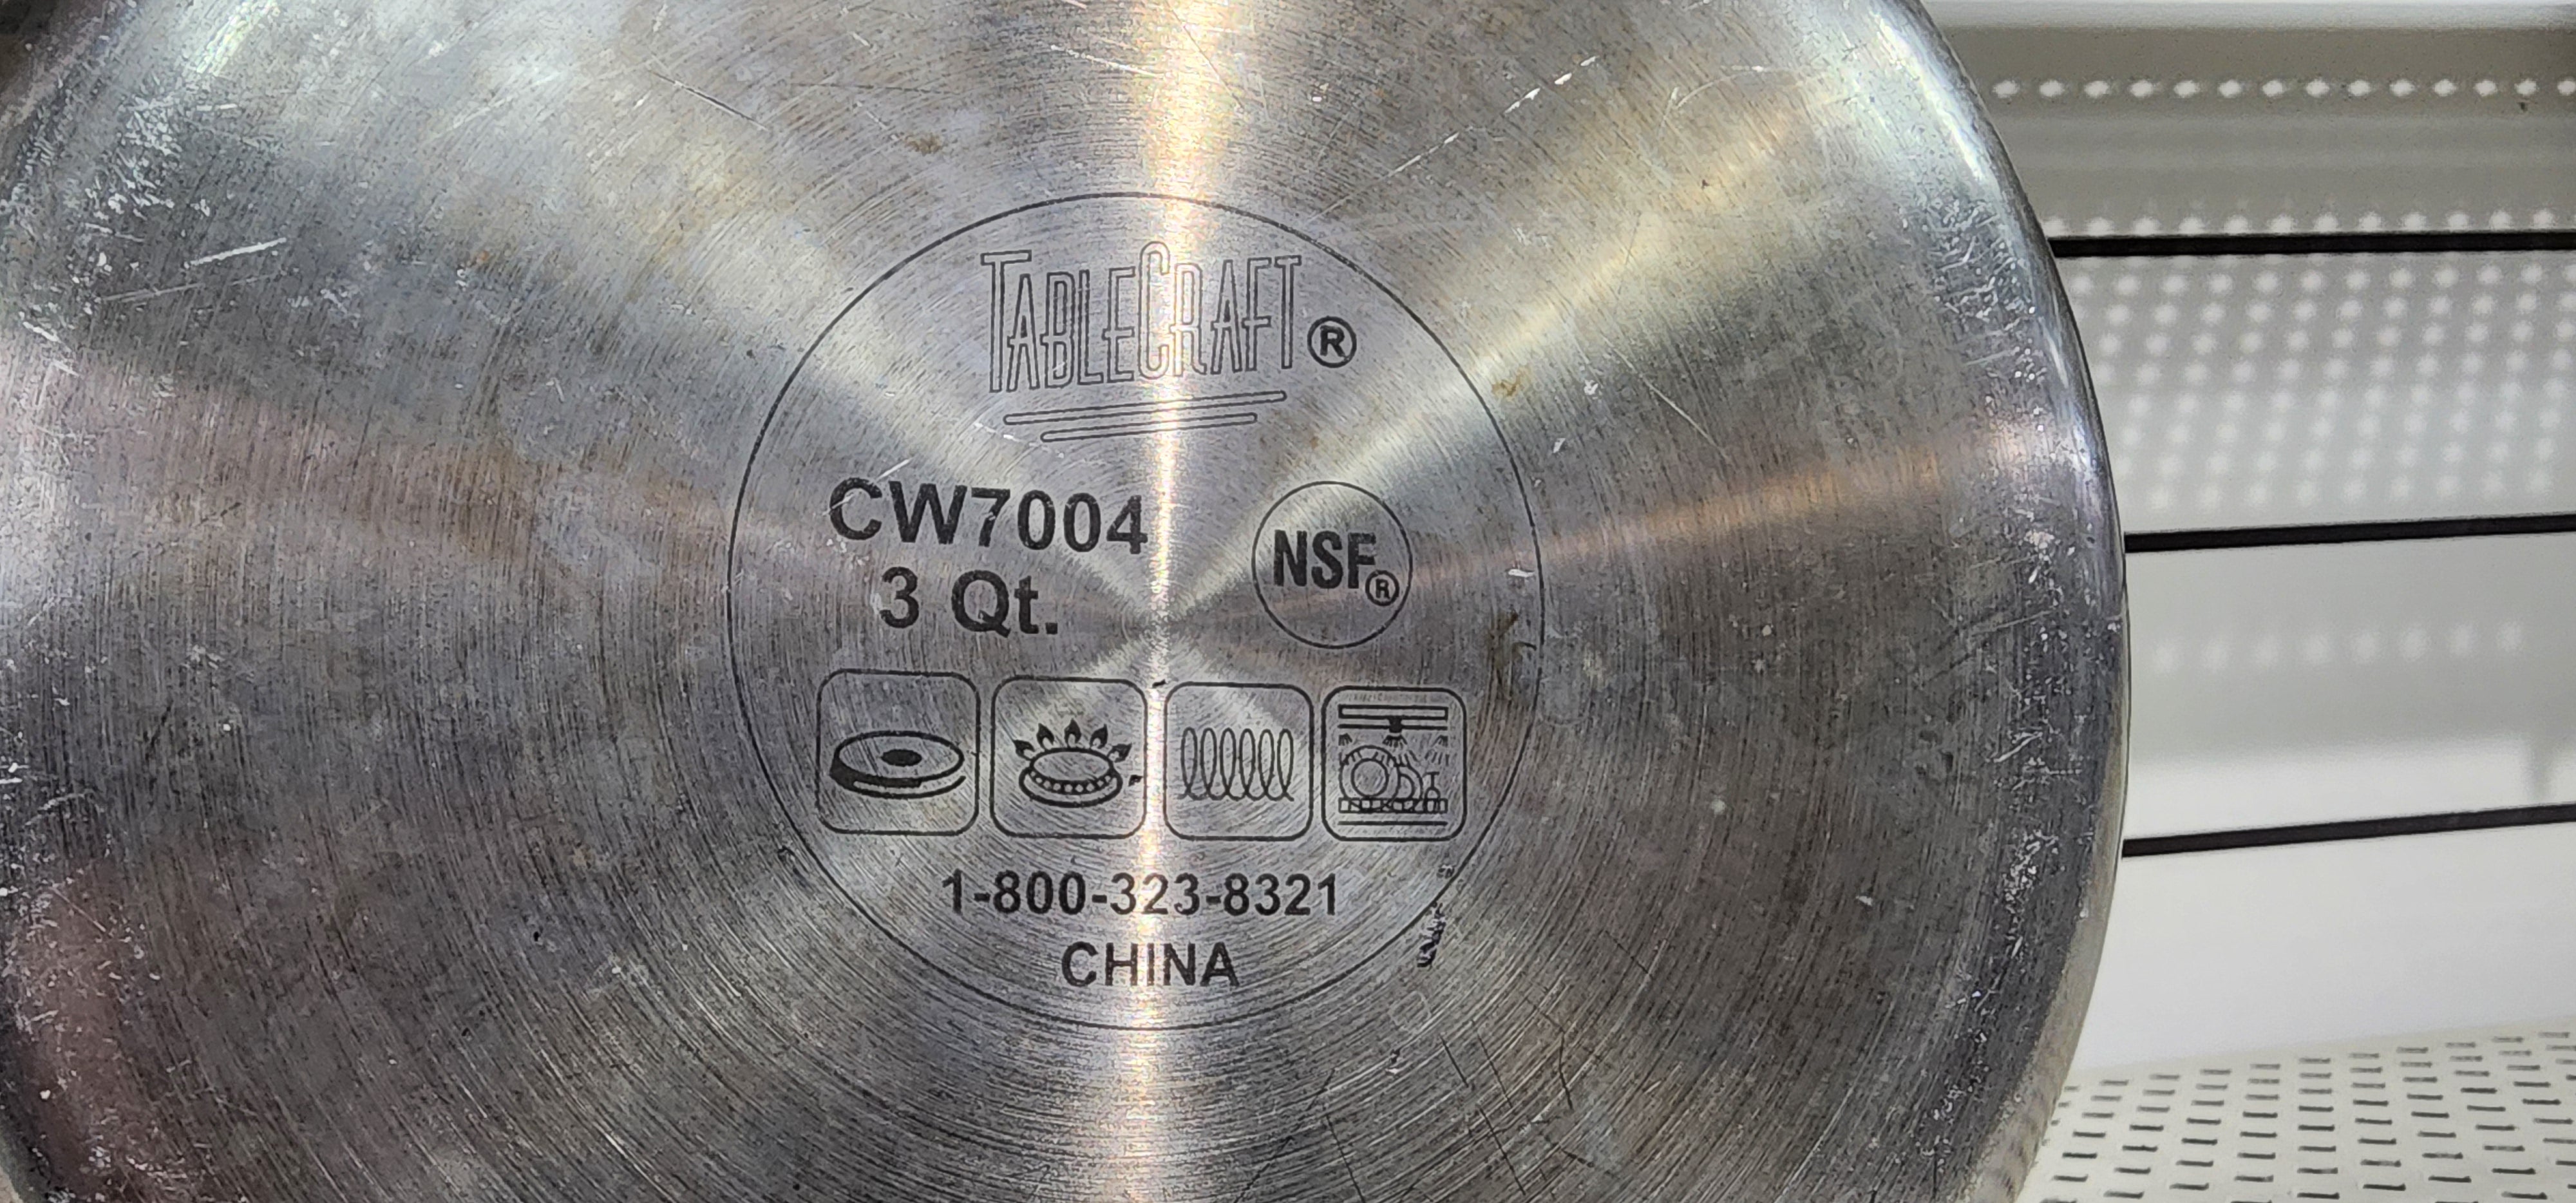 TABLECRAFT®
CW7004
3 Qt.
NSF®
1-800-323-8321
CHINA